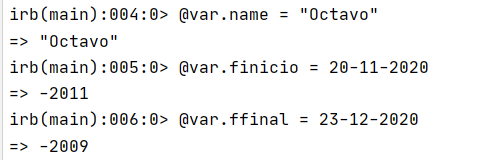 irb(main):004:0> @var.name = "Octavo"
=> "Octavo"
irb(main):005:0> @var.finicio = 20-11-2020
=> -2011
irb(main):006:0> @var.ffinal = 23-12-2020
=> -2009